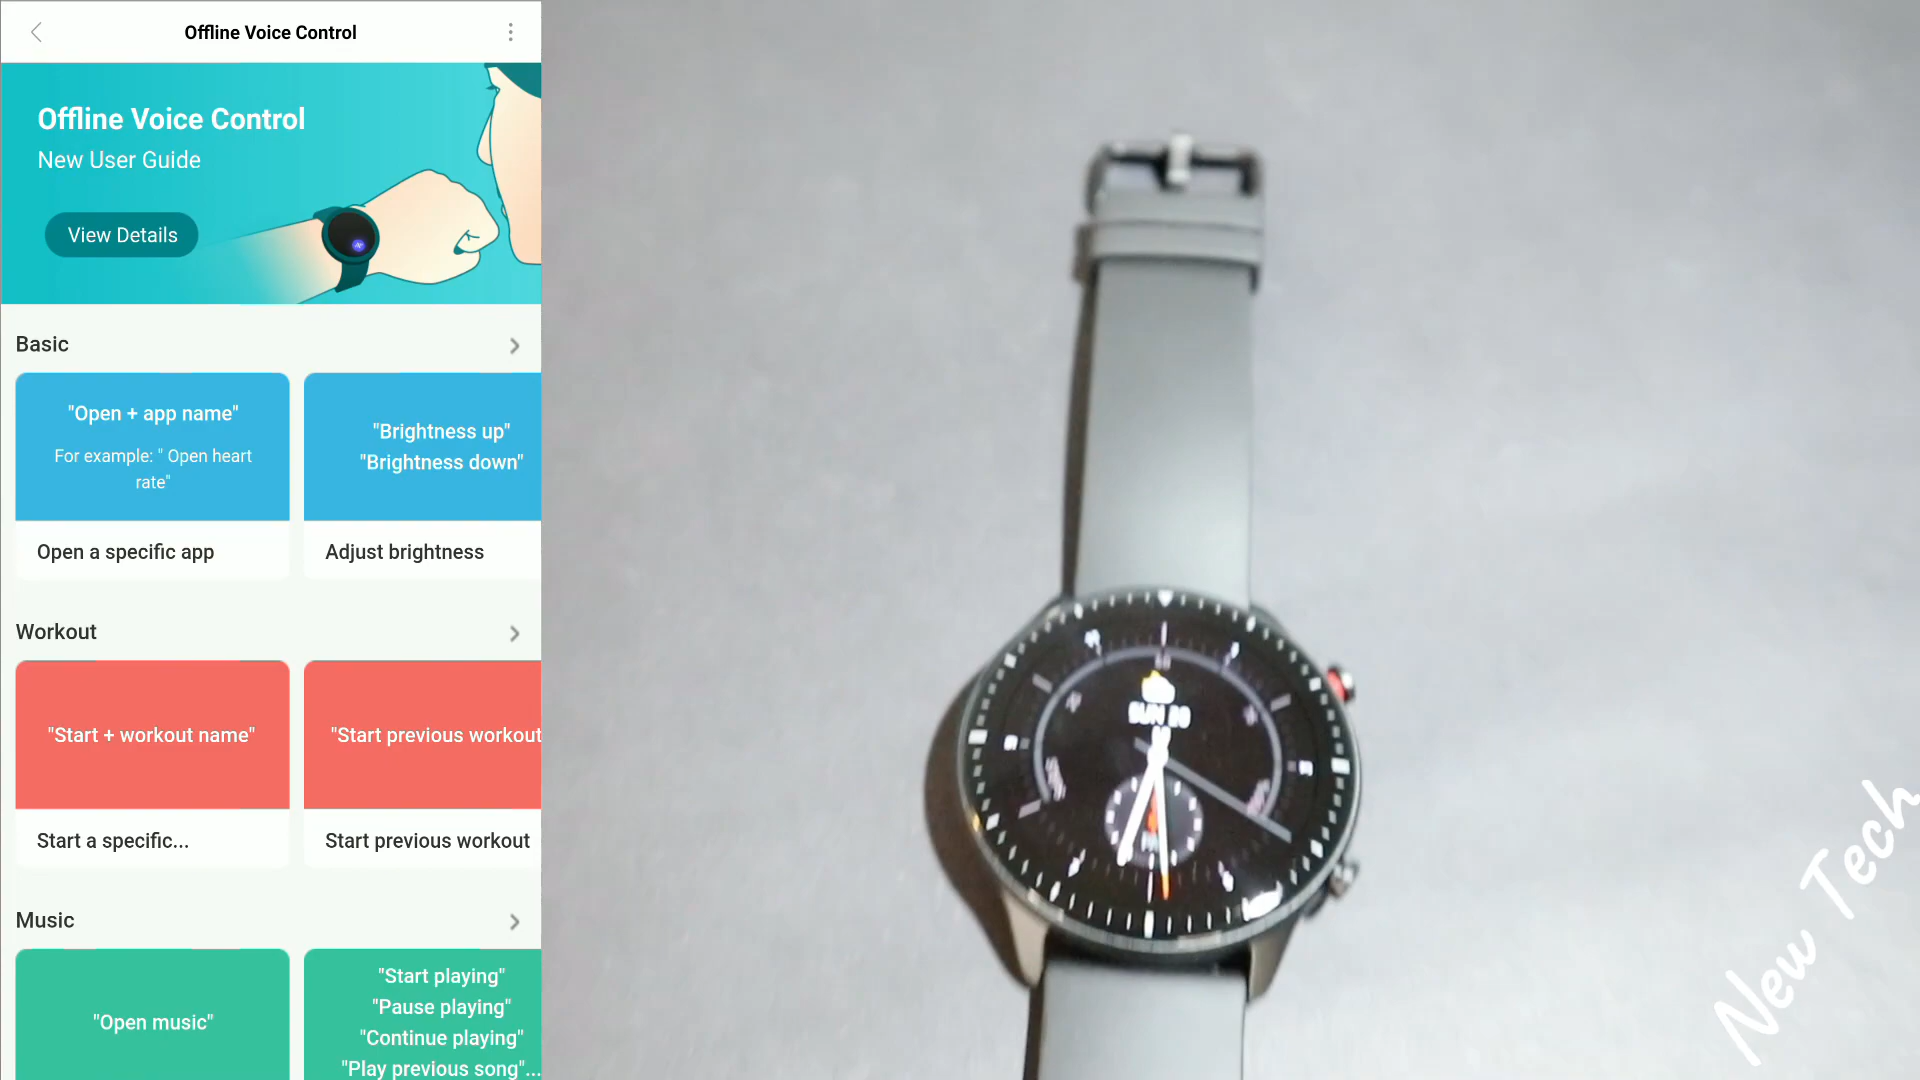 Offline Voice Control
Offline Voice Control
New User Guide
View Details
Basic
"Open + app name"
For example: " Open heart
rate"
Open a specific app
"Brightness up"
"Brightness down"
Adjust brightness
Workout
"Start + workout name"
Start a specific...
"Start previous workout
Start previous workout
Music
"Open music"
"Start playing"
"Pause playing"
"Continue playing"
"Play previous song"...
SUN 20
New Tech